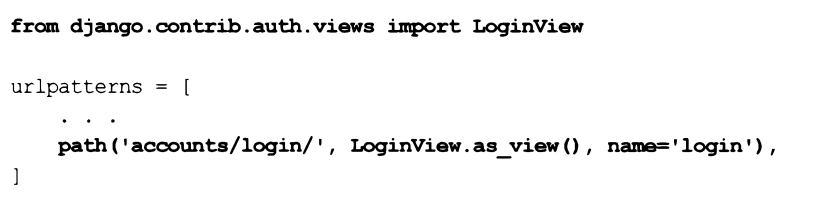 from django.contrib.auth.views import LoginView
urlpatterns = [
. . .
path('accounts/login/', LoginView.as_view(), name='login'),
]